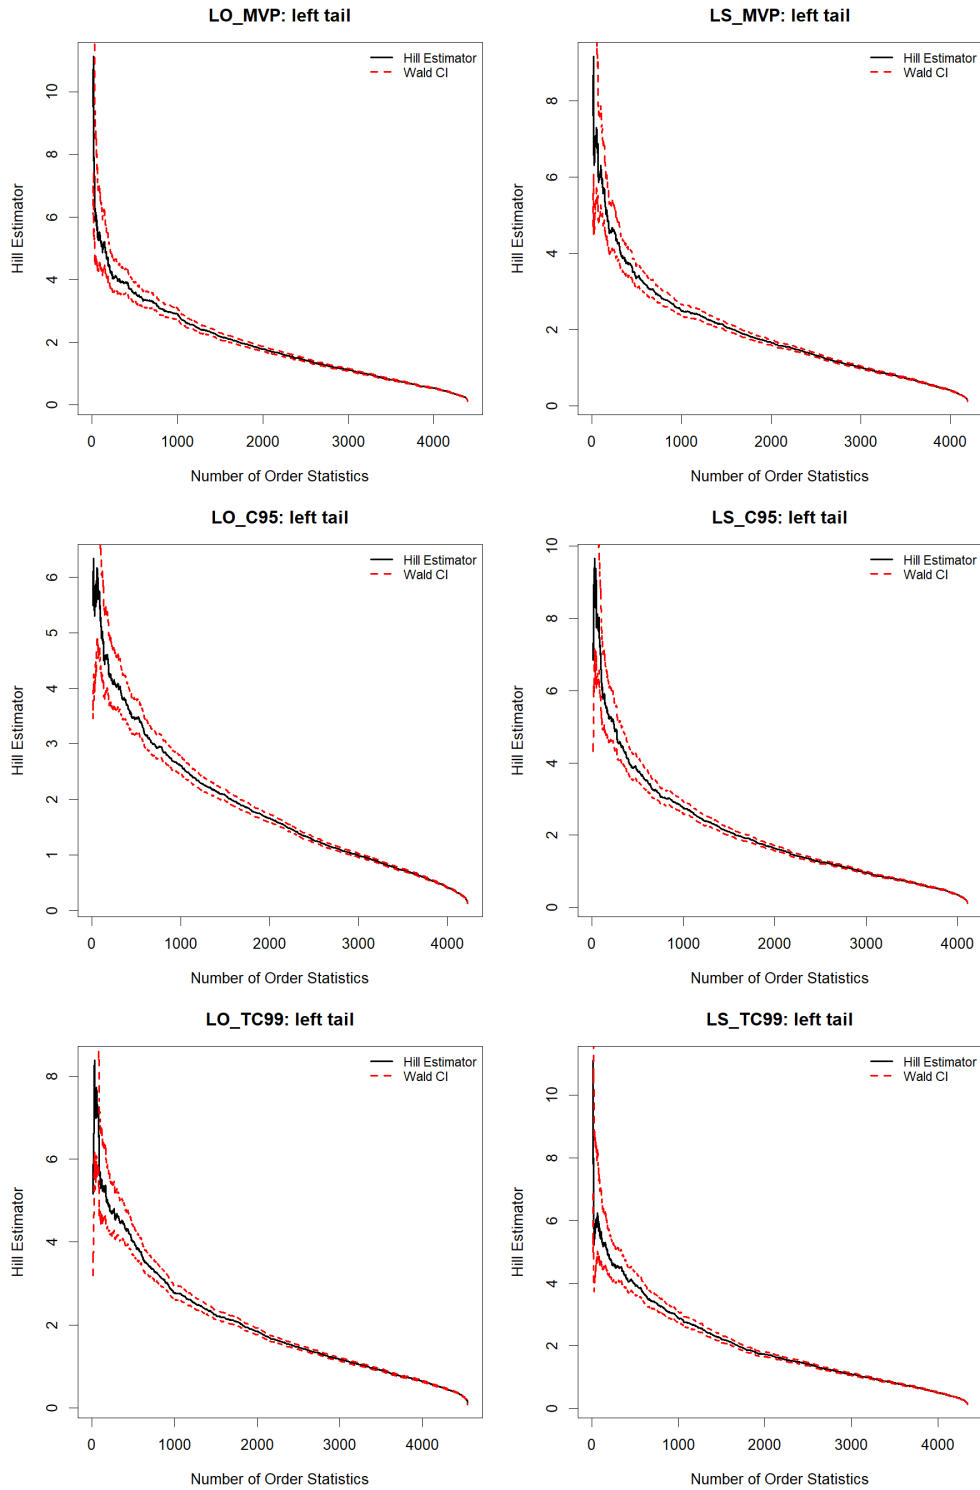 LO_MVP: left tail
Hill Estimator
Wald CI
Hill Estimator
0 2 4 6 8 10
0 1000 2000 3000 4000
Number of Order Statistics
LS_MVP: left tail
Hill Estimator
Wald CI
Hill Estimator
0 2 4 6 8
0 1000 2000 3000 4000
Number of Order Statistics
LO_C95: left tail
Hill Estimator
Wald CI
Hill Estimator
0 1 2 3 4 5 6
0 1000 2000 3000 4000
Number of Order Statistics
LS_C95: left tail
Hill Estimator
Wald CI
Hill Estimator
0 2 4 6 8 10
0 1000 2000 3000 4000
Number of Order Statistics
LO_TC99: left tail
Hill Estimator
Wald CI
Hill Estimator
0 2 4 6 8
0 1000 2000 3000 4000
Number of Order Statistics
LS_TC99: left tail
Hill Estimator
Wald CI
Hill Estimator
0 2 4 6 8 10
0 1000 2000 3000 4000
Number of Order Statistics